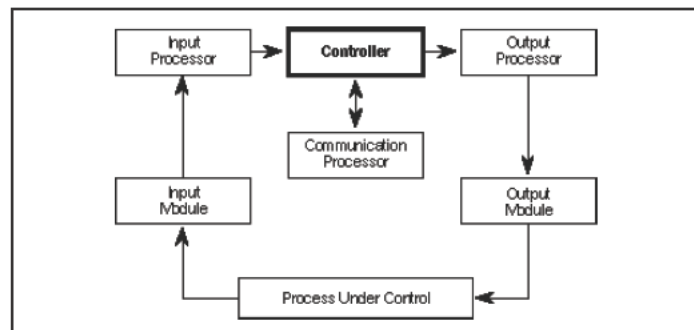 Input
Processor
Controller
Output
Processor
Communication
Processor
Input
Module
Output
Module
Process Under Control